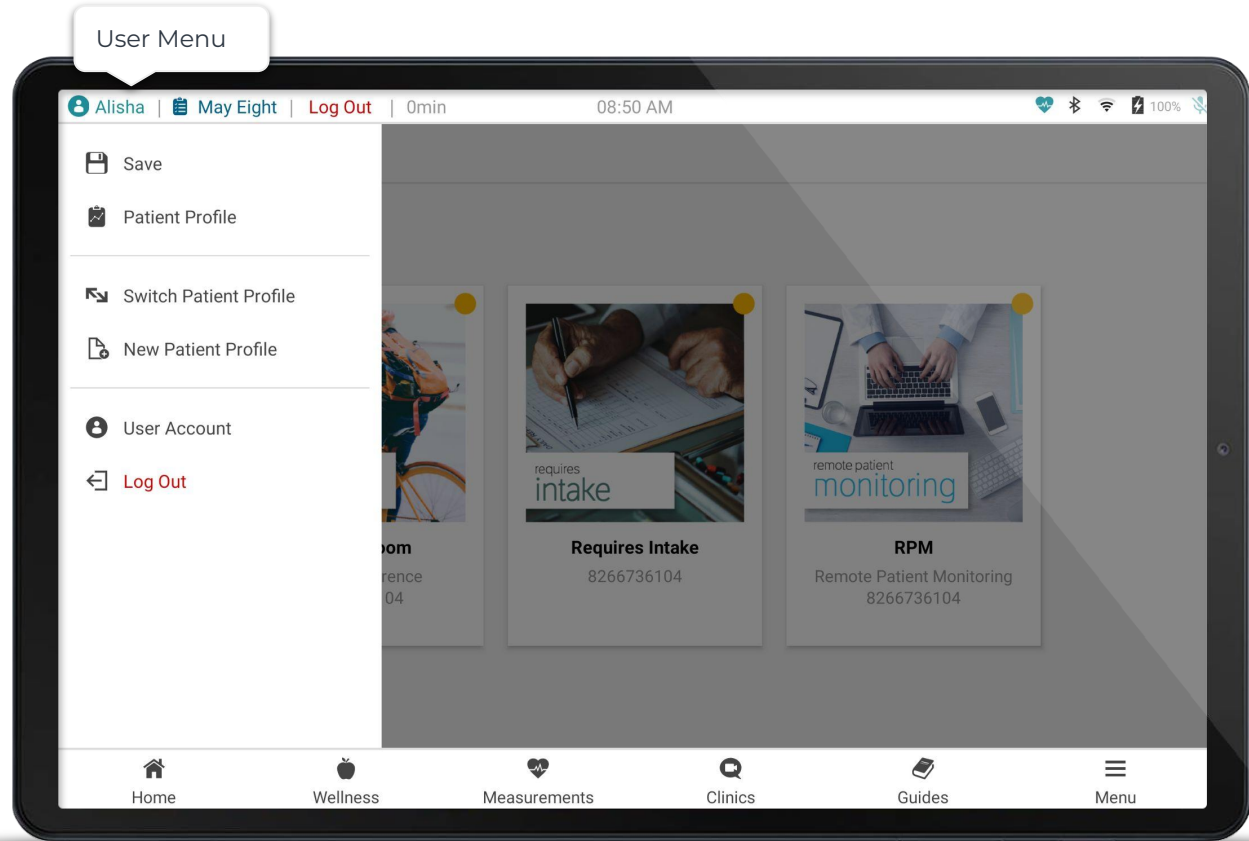 User Menu
Alisha | May Eight | Log Out | 0min 08:50 AM 100%
Save
Patient Profile
Switch Patient Profile
New Patient Profile
User Account
Log Out
requires
intake
remote patient
monitoring
oom
Requires Intake
RPM
rence
8266736104
Remote Patient Monitoring
04
8266736104
Home Wellness Measurements Clinics Guides Menu